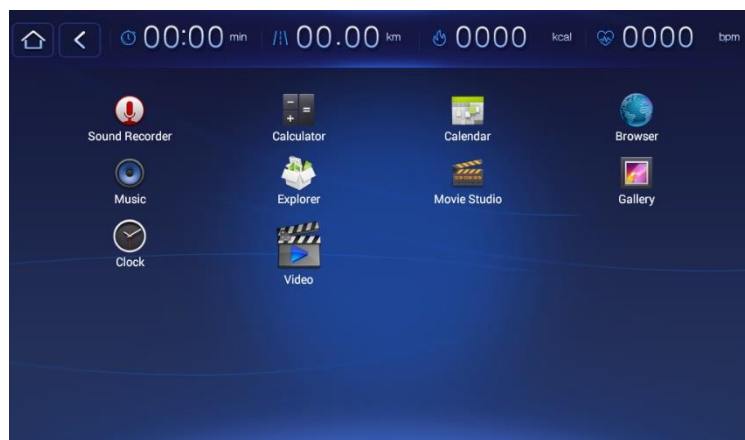 00:00 min 00.00 km 0000 kcal 0000 bpm
Sound Recorder Calculator Calendar Browser
Music Explorer Movie Studio Gallery
Clock
Video